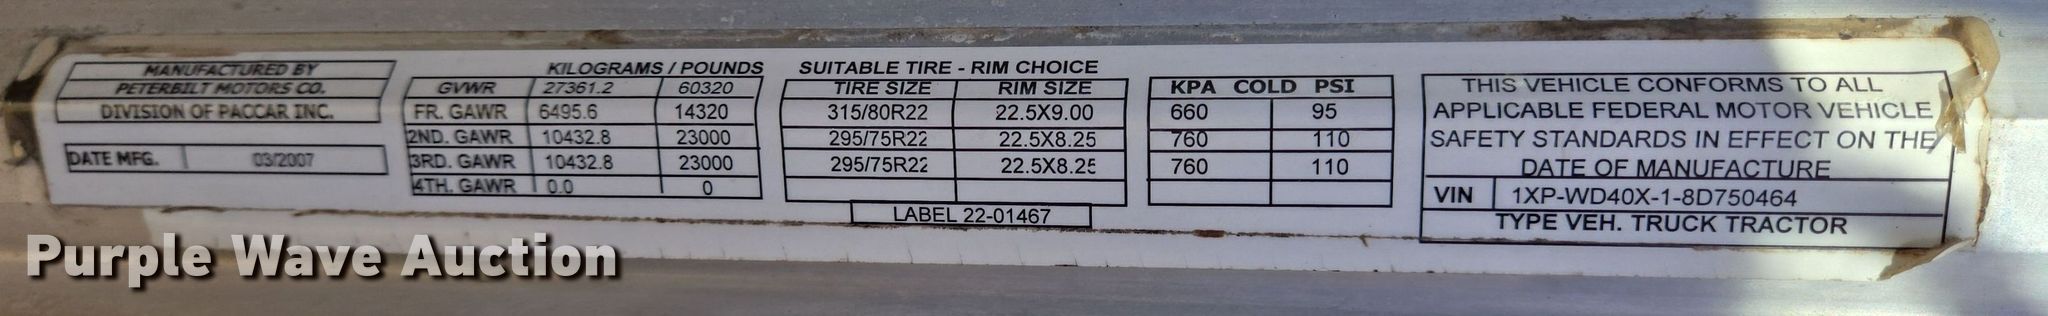 MANUFACTURED BY
PETERBILT MOTORS CO.
DIVISION OF PACCAR INC.
DATE MFG. 03/2007
KILOGRAMS / POUNDS
GVWR 27361.2 60320
FR. GAWR 6495.6 14320
2ND. GAWR 10432.8 23000
3RD. GAWR 10432.8 23000
4TH. GAWR 0.0 0
SUITABLE TIRE - RIM CHOICE
TIRE SIZE RIM SIZE
315/80R22 22.5X9.00
295/75R22 22.5X8.25
295/75R22 22.5X8.25
LABEL 22-01467
KPA COLD PSI
660 95
760 110
760 110
THIS VEHICLE CONFORMS TO ALL
APPLICABLE FEDERAL MOTOR VEHICLE
SAFETY STANDARDS IN EFFECT ON THE
DATE OF MANUFACTURE
VIN 1XP-WD40X-1-8D750464
TYPE VEH. TRUCK TRACTOR
Purple Wave Auction